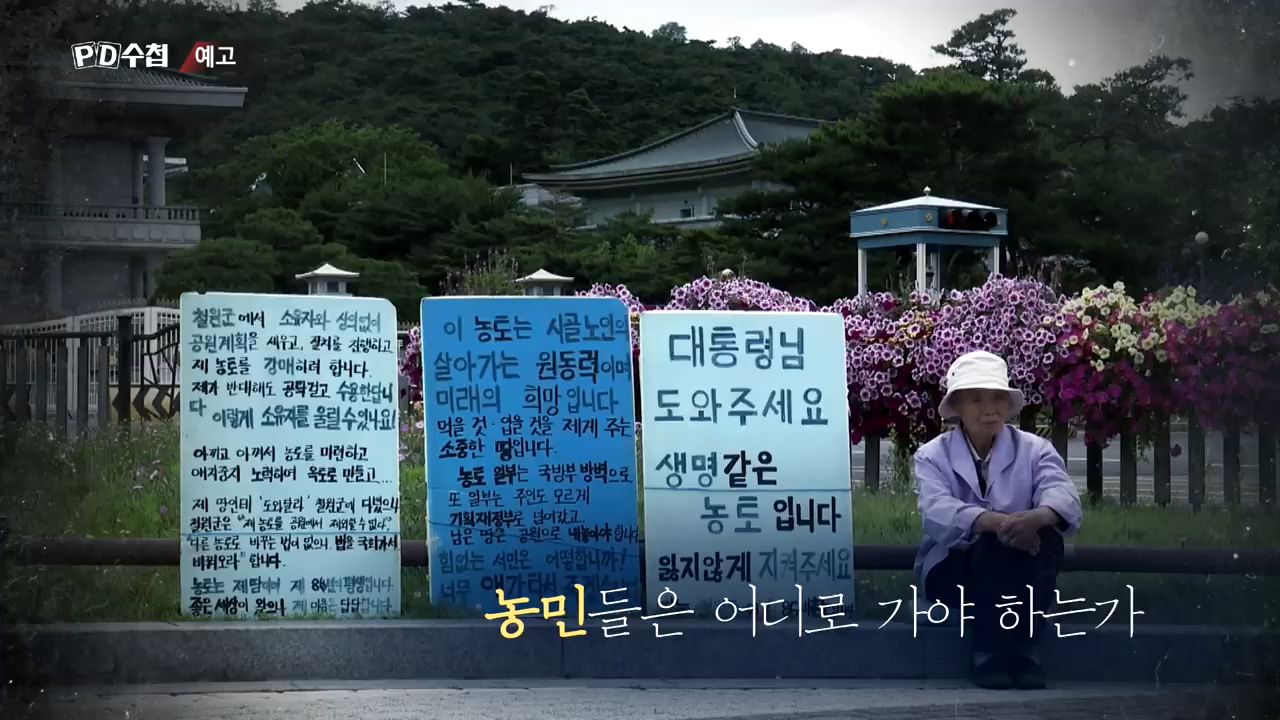 PD수첩 예고
철원군에서 소유자와 상의없이
공원계획을 세우고, 절차를 진행하고
제 농토를 강매하려 합니다.
제가 반대해도 공탁걸고 수용한답니
다 이렇게 소유자를 울릴수있나요!
아끼고 아껴서 농토를 마련하고
애지중지 노력하여 옥토로 만들고...
제 땅인데 '도와달라' 철원군에
철원군은 "제 농토를 공원에서 제외할수없다."
"다른 농토로 바꾸는 법이 없으니 법을 국회가서
바꿔오라" 합니다.
농토는 제땀이며 제 86년의 평생입니다
좋은 세상이 왔으나 제 마음은 답답합니다.
이 농토는 시골노인의
살아가는 원동력이며
미래의 희망입니다
먹을 것·입을 것을 제게 주는
소중한 땅입니다.
농토 일부는 국방부 방벽으로
또 일부는 주인도 모르게
기획재정부로 넘어갔고
남은 땅은 공원으로 내놓아야합니다
힘없는 서민은 어떻합니까!
너무
대통령님
도와주세요
생명같은
농토입니다
잃지않게 지켜주세요
농민들은 어디로 가야 하는가